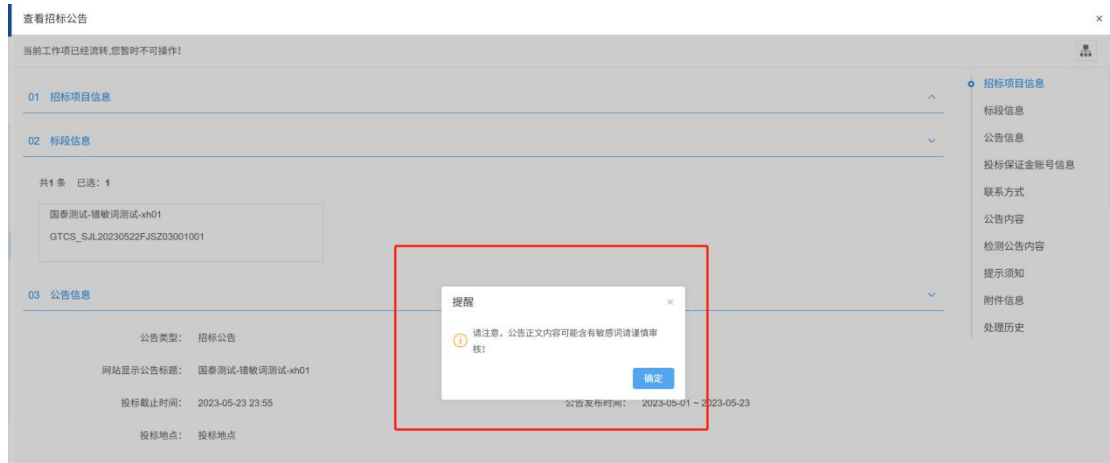 查看招标公告
×
当前工作项已经流转,您暂时不可操作!
01 招标项目信息
02 标段信息
共1条 已选：1
国泰测试-错敏词测试-xh01
GTCS_SJL20230522FJSZ03001001
03 公告信息
公告类型： 招标公告
网站显示公告标题： 国泰测试-错敏词测试-xh01
投标截止时间： 2023-05-23 23:55
公告发布时间： 2023-05-01 ~ 2023-05-23
投标地点： 投标地点
提醒
×
请注意，公告正文内容可能含有敏感词请谨慎审
核!
确定
招标项目信息
标段信息
公告信息
投标保证金账号信息
联系方式
公告内容
检测公告内容
提示须知
附件信息
处理历史